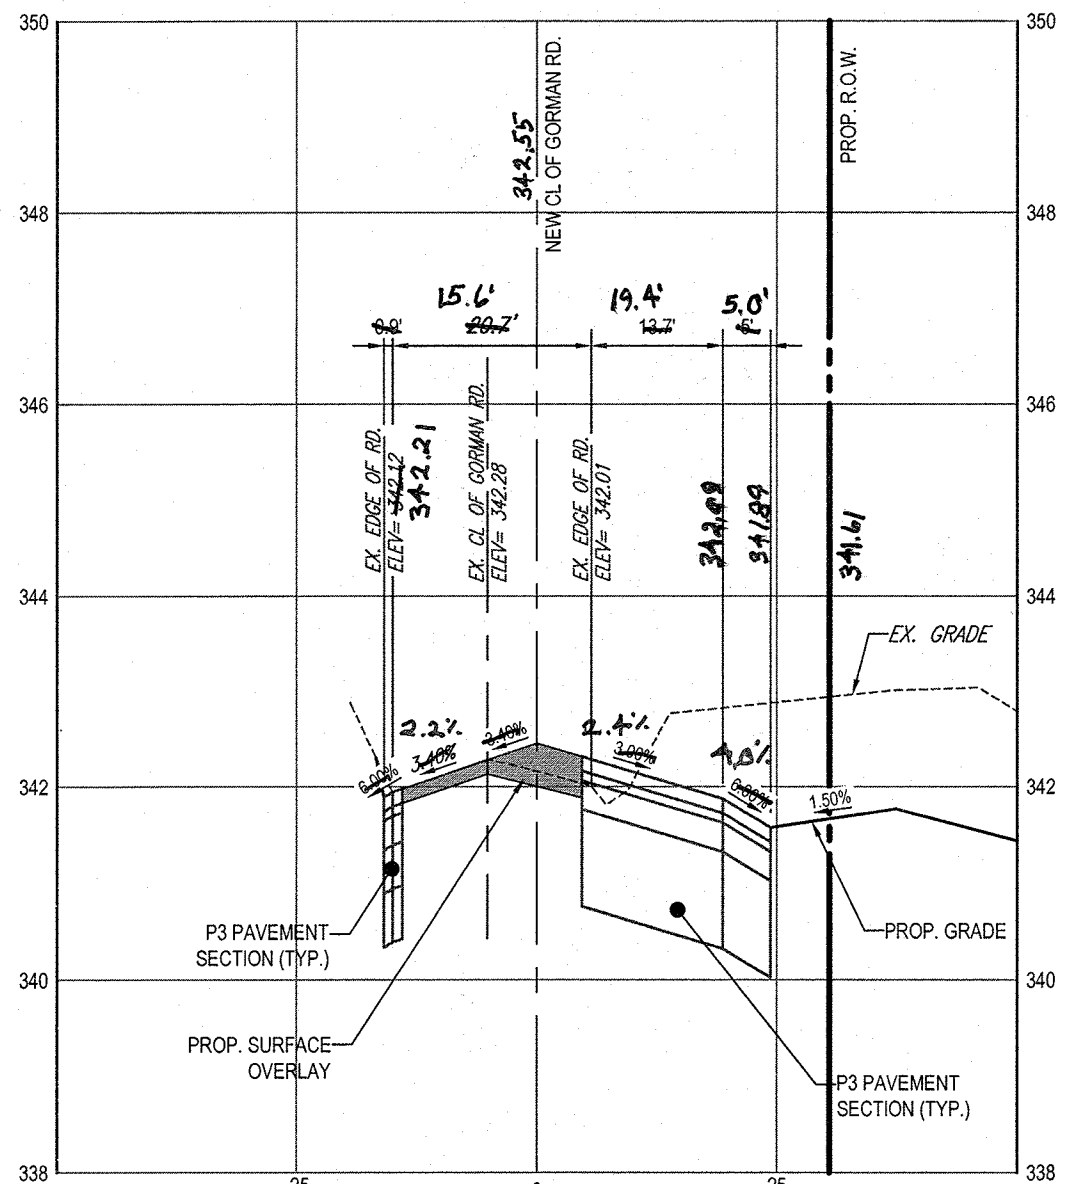 350
350
348
348
346
346
344
344
342
342
340
340
338
338
342.55
NEW CL OF GORMAN RD.
PROP. R.O.W.
15.6'
19.4'
5.0'
0.9'
20.7'
13.7'
5'
EX. EDGE OF RD.
ELEV= 342.12
342.21
EX. CL OF GORMAN RD.
ELEV= 342.28
EX. EDGE OF RD.
ELEV= 342.01
341.89
341.61
EX. GRADE
2.2%
3.40%
2.4%
6.00%
3.40%
3.00%
6.00%
1.50%
P3 PAVEMENT
SECTION (TYP.)
PROP. GRADE
PROP. SURFACE
OVERLAY
P3 PAVEMENT
SECTION (TYP.)